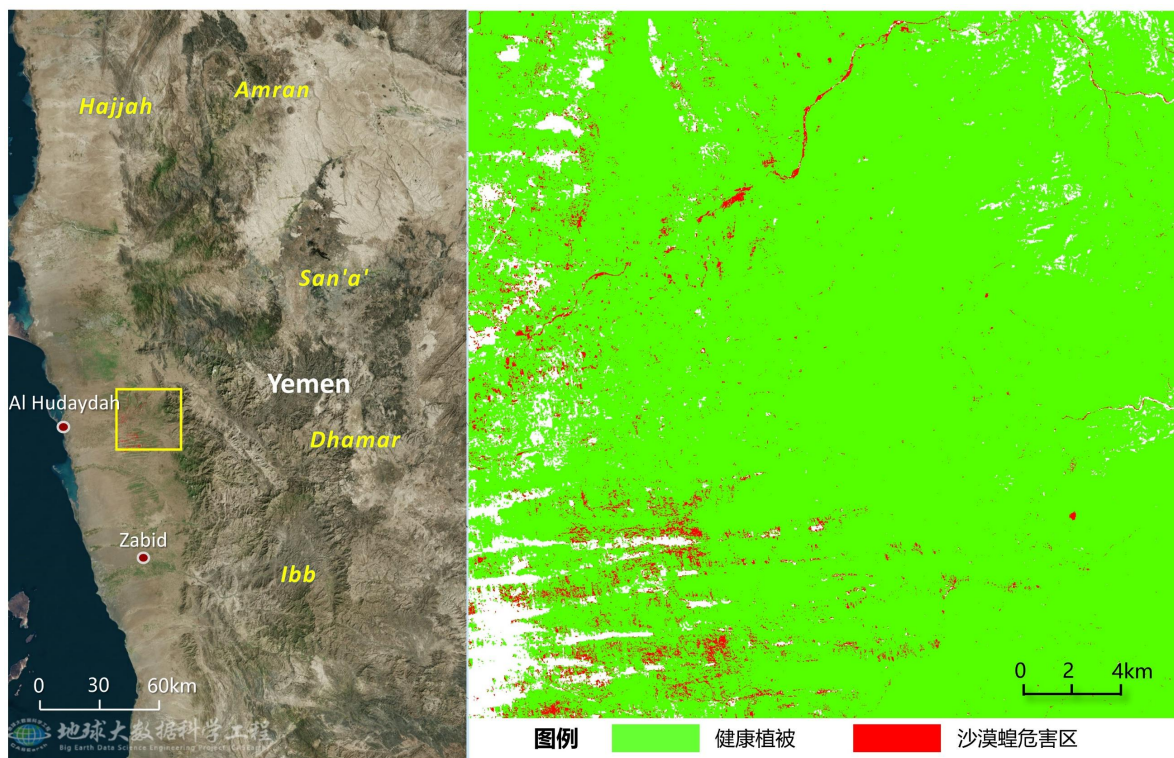 Hajjah
Amran
San'a'
Yemen
Al Hudaydah
Dhamar
Zabid
Ibb
0 30 60km
地球大数据科学工程
Big Earth Data Science Engineering Project
0 2 4km
图例 健康植被 沙漠蝗危害区